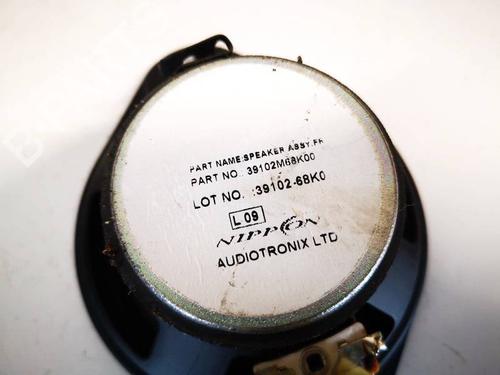 PART NAME:SPEAKER ASSY,FR
PART NO. 39102M68K00
LOT NO. :39102-68K0
L 09
NIPPON
AUDIOTRONIX LTD